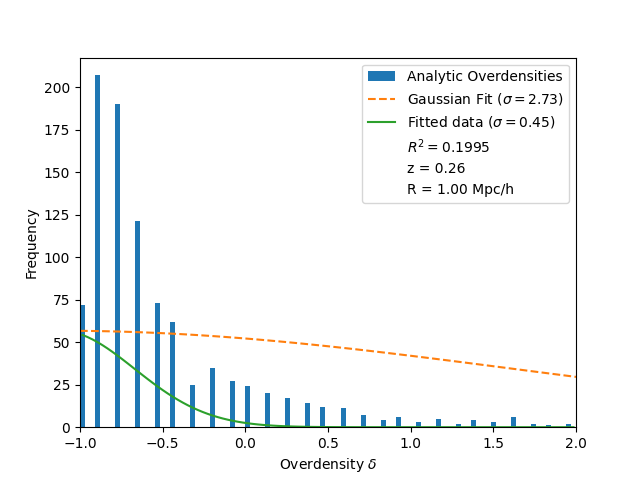 Analytic Overdensities
Gaussian Fit (σ = 2.73)
Fitted data (σ = 0.45)
R² = 0.1995
z = 0.26
R = 1.00 Mpc/h
Frequency
200
175
150
125
100
75
50
25
0
−1.0 −0.5 0.0 0.5 1.0 1.5 2.0
Overdensity δ